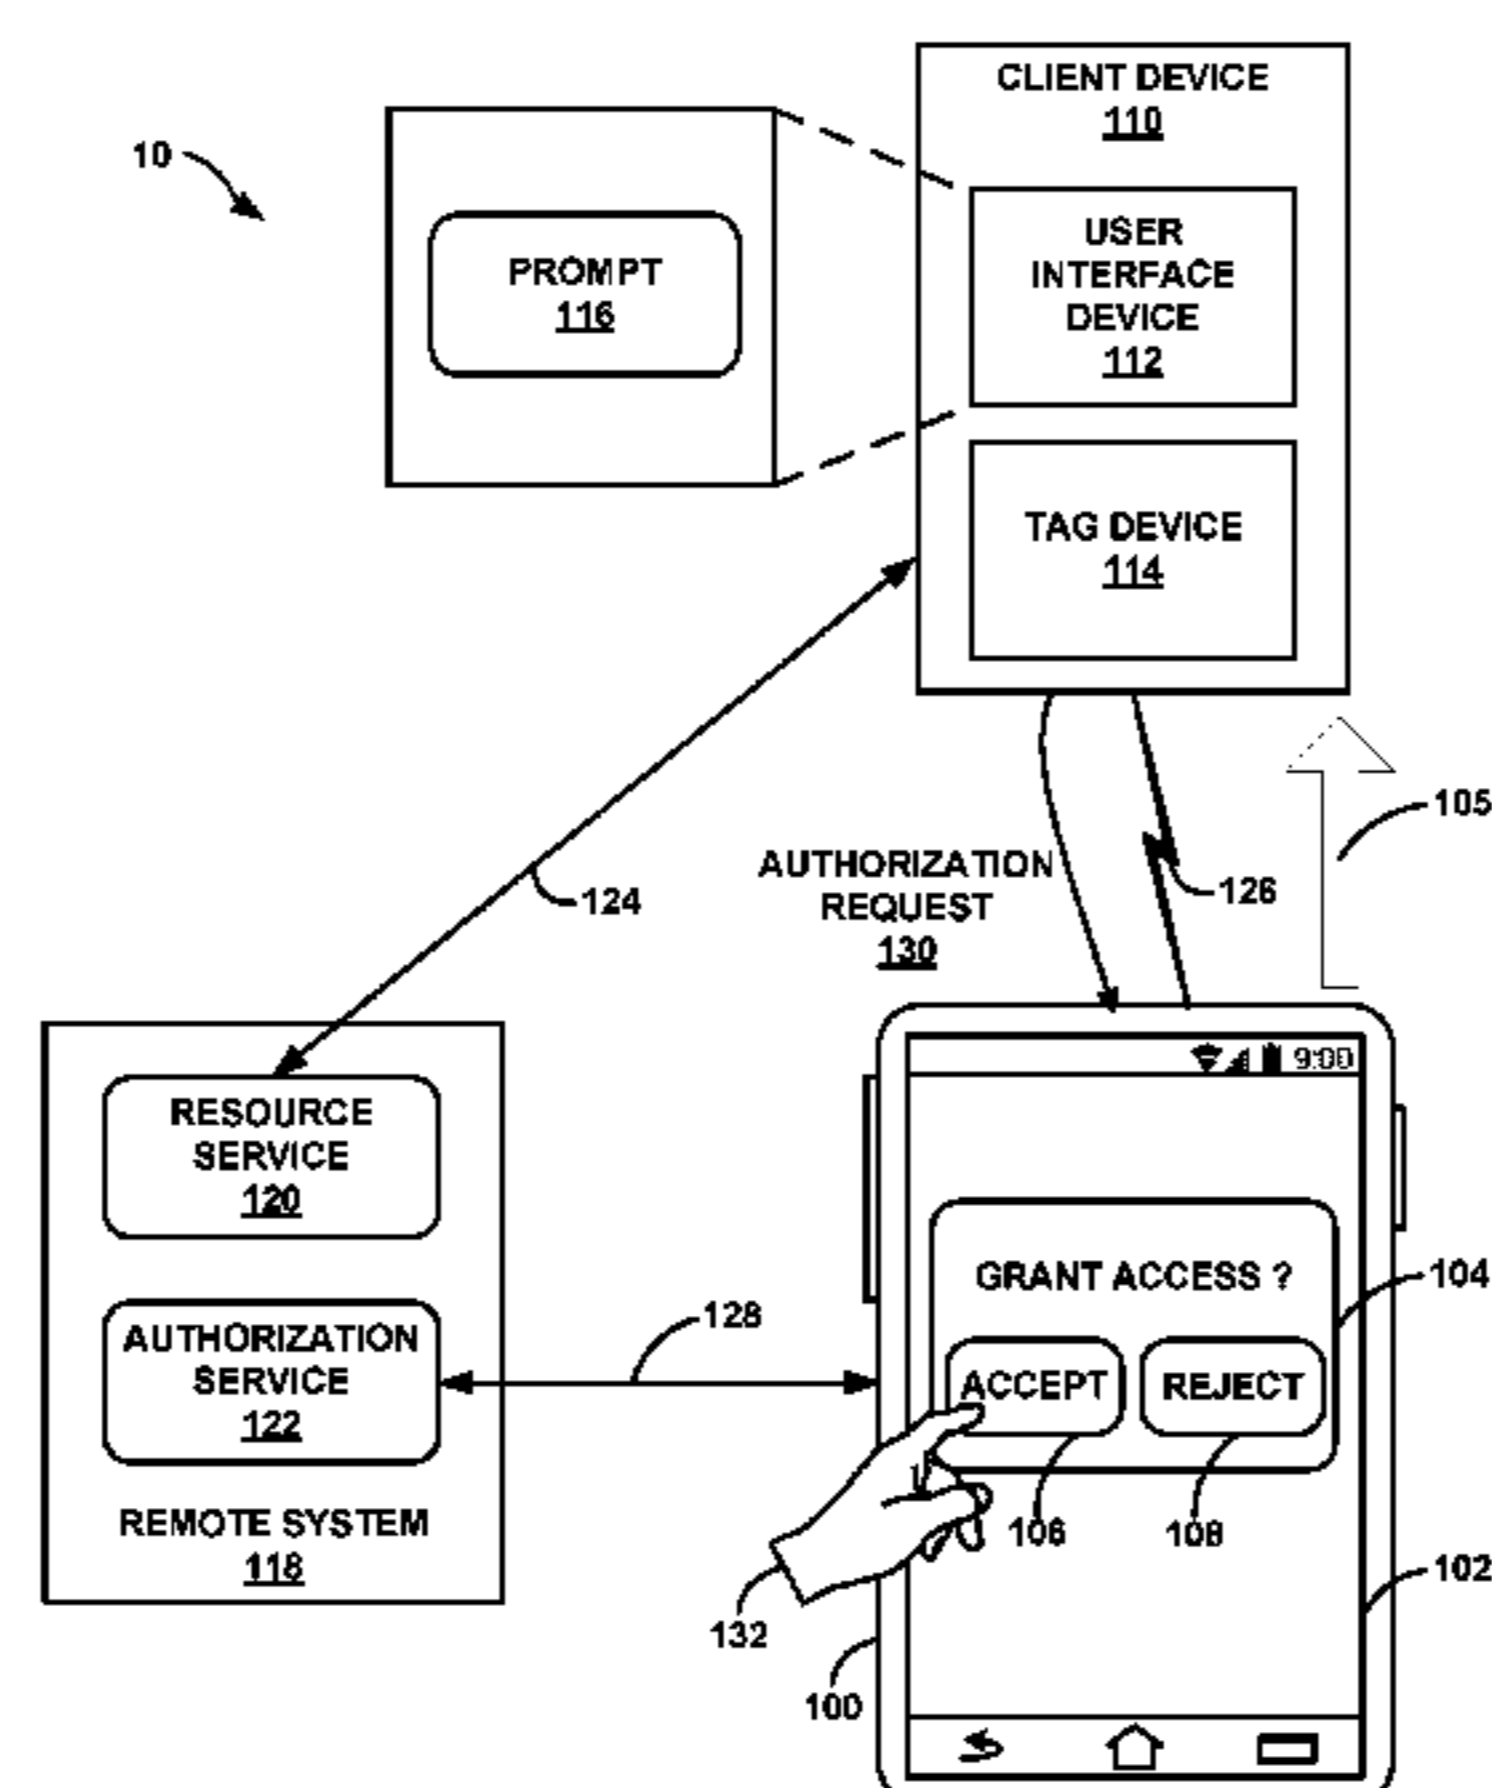 CLIENT DEVICE
110
10
PROMPT
116
USER
INTERFACE
DEVICE
112
TAG DEVICE
114
105
AUTHORIZATION
REQUEST
130
126
124
9:00
RESOURCE
SERVICE
120
GRANT ACCESS ?
104
128
AUTHORIZATION
SERVICE
122
ACCEPT
REJECT
106
108
REMOTE SYSTEM
118
102
132
100